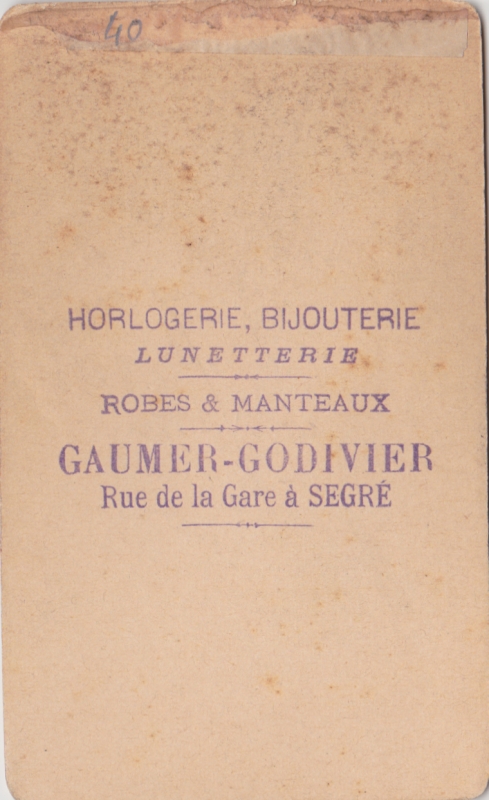 40
HORLOGERIE, BIJOUTERIE
LUNETTERIE
ROBES & MANTEAUX
GAUMER-GODIVIER
Rue de la Gare à SEGRÉ